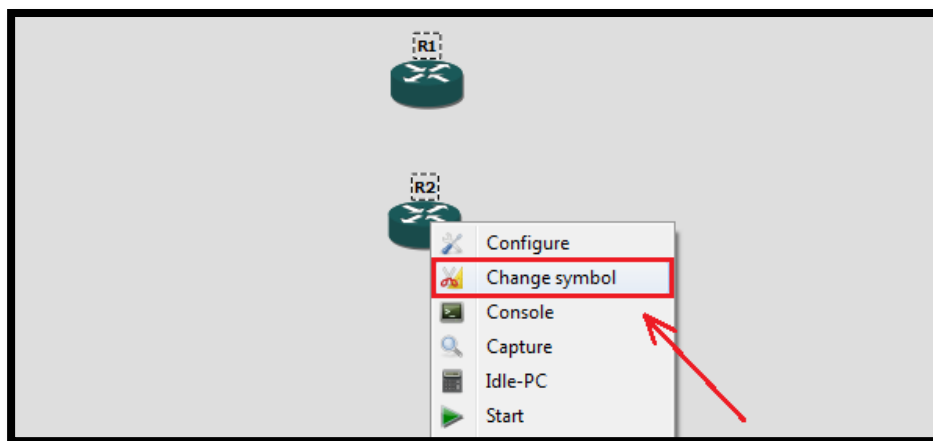 R1
R2
Configure
Change symbol
Console
Capture
Idle-PC
Start